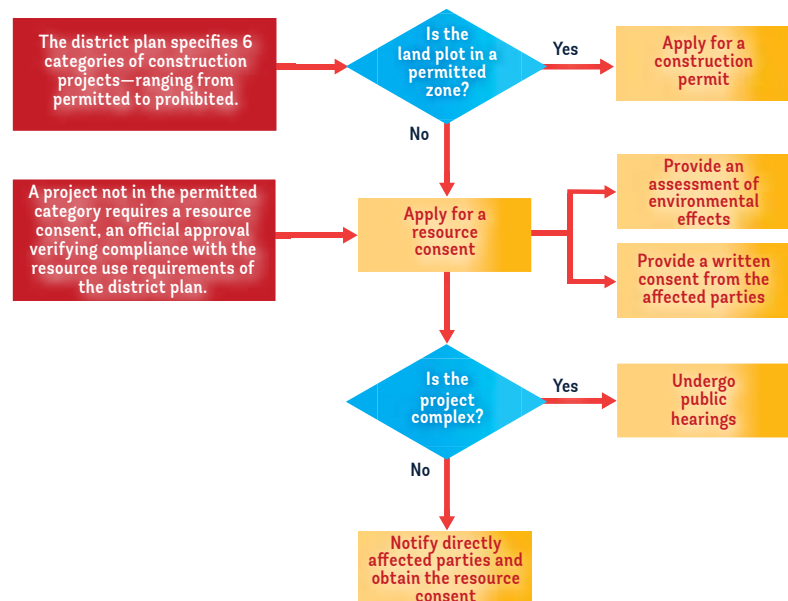 The district plan specifies 6
categories of construction
projects—ranging from
permitted to prohibited.
Is the
land plot in a
permitted
zone?
Yes
Apply for a
construction
permit
No
A project not in the permitted
category requires a resource
consent, an official approval
verifying compliance with the
resource use requirements of
the district plan.
Apply for a
resource
consent
Provide an
assessment of
environmental
effects
Provide a written
consent from the
affected parties
Is the
project
complex?
Yes
Undergo
public
hearings
No
Notify directly
affected parties and
obtain the resource
consent